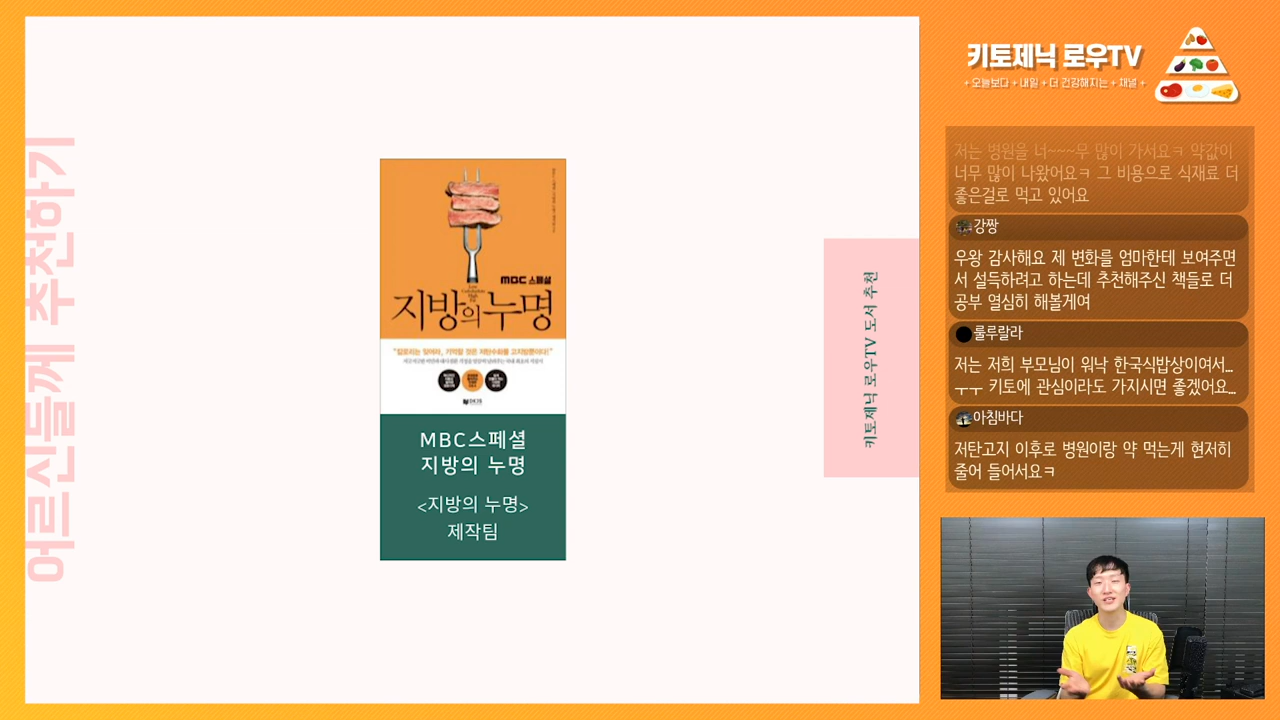 어르신들께 추천하기
MBC 스페셜
지방의 누명
"칼로리는 잊어라, 기억할 것은 저탄수화물 고지방뿐이다!"
MBC스페셜
지방의 누명
<지방의 누명>
제작팀
키토제닉 로우TV 도서 추천
키토제닉 로우TV
+ 오늘보다 + 내일 + 더 건강해지는 + 채널 +
저는 병원을 너~~~무 많이 가서요ㅋ 약값이
너무 많이 나왔어요ㅋ 그 비용으로 식재료 더
좋은걸로 먹고 있어요
강짱
우왕 감사해요 제 변화를 엄마한테 보여주면
서 설득하려고 하는데 추천해주신 책들로 더
공부 열심히 해볼게여
룰루랄라
저는 저희 부모님이 워낙 한국식밥상이여서...
ㅜㅜ 키토에 관심이라도 가지시면 좋겠어요...
아침바다
저탄고지 이후로 병원이랑 약 먹는게 현저히
줄어 들어서요ㅋ